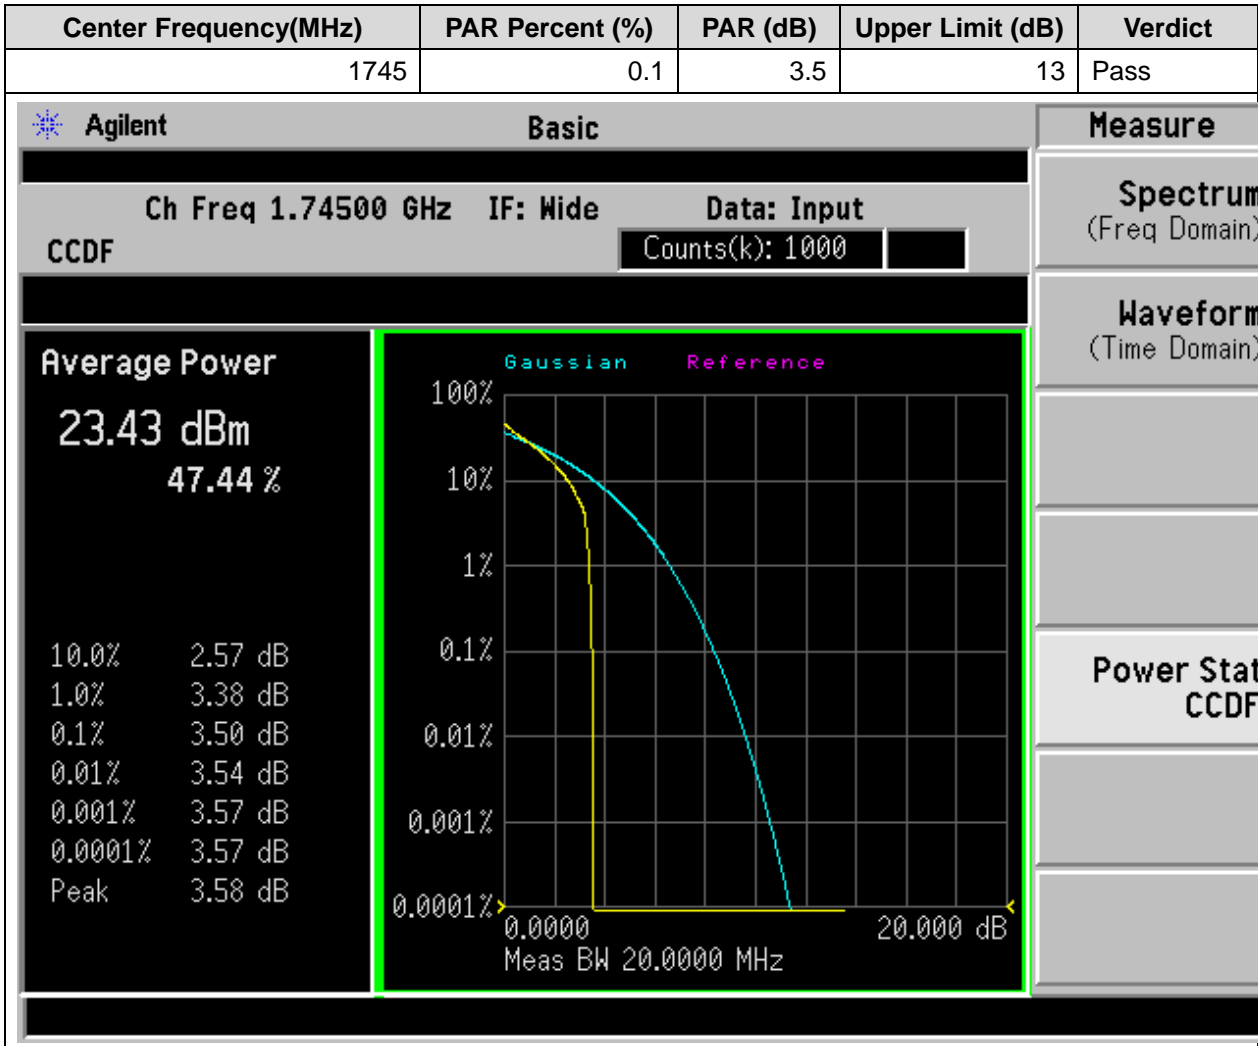 Center Frequency(MHz) PAR Percent (%) PAR (dB) Upper Limit (dB) Verdict
1745 0.1 3.5 13 Pass
Agilent Basic Measure
Ch Freq 1.74500 GHz IF: Wide Data: Input
CCDF Counts(k): 1000
Spectrum
(Freq Domain)
Waveform
(Time Domain)
Power Stat
CCDF
Average Power
23.43 dBm
47.44 %
10.0% 2.57 dB
1.0% 3.38 dB
0.1% 3.50 dB
0.01% 3.54 dB
0.001% 3.57 dB
0.0001% 3.57 dB
Peak 3.58 dB
Gaussian Reference
100%
10%
1%
0.1%
0.01%
0.001%
0.0001%
0.0000 20.000 dB
Meas BW 20.0000 MHz